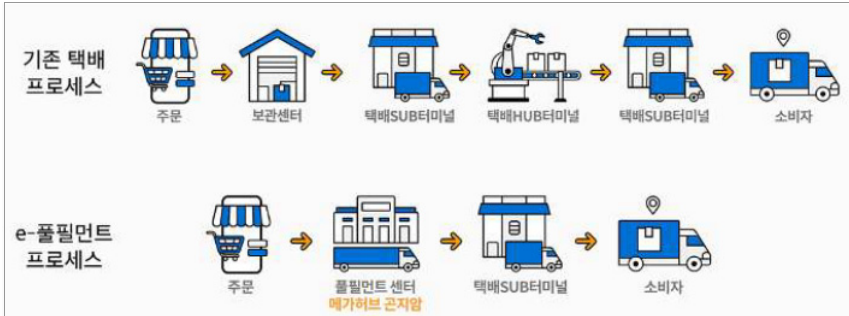 기존 택배
프로세스
주문
보관센터
택배SUB터미널
택배HUB터미널
택배SUB터미널
소비자
e-풀필먼트
프로세스
주문
풀필먼트 센터
메가허브 곤지암
택배SUB터미널
소비자